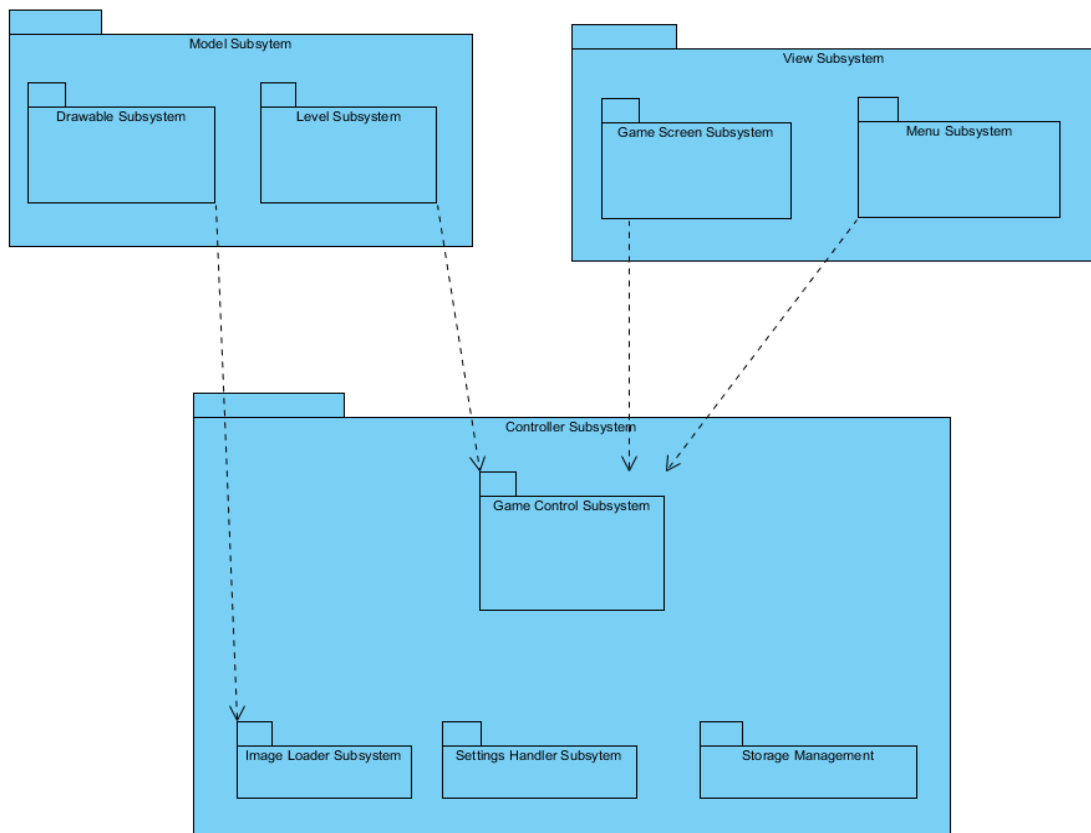 Model Subsytem
Drawable Subsystem
Level Subsystem
View Subsystem
Game Screen Subsystem
Menu Subsystem
Controller Subsystem
Game Control Subsystem
Image Loader Subsystem
Settings Handler Subsytem
Storage Management